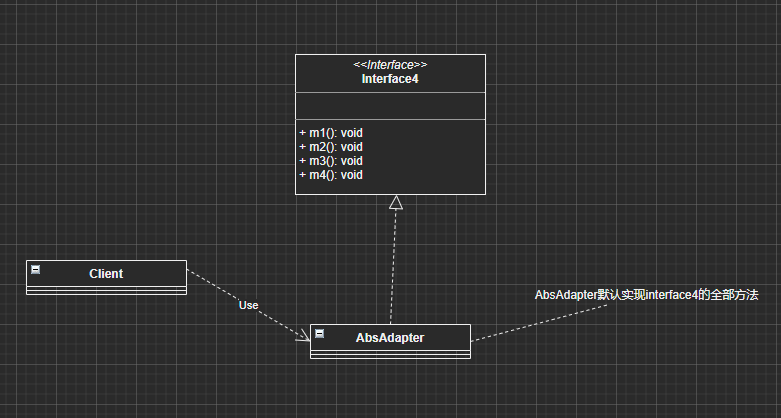 <<Interface>>
Interface4
+ m1(): void
+ m2(): void
+ m3(): void
+ m4(): void
Client
Use
AbsAdapter默认实现interface4的全部方法
AbsAdapter